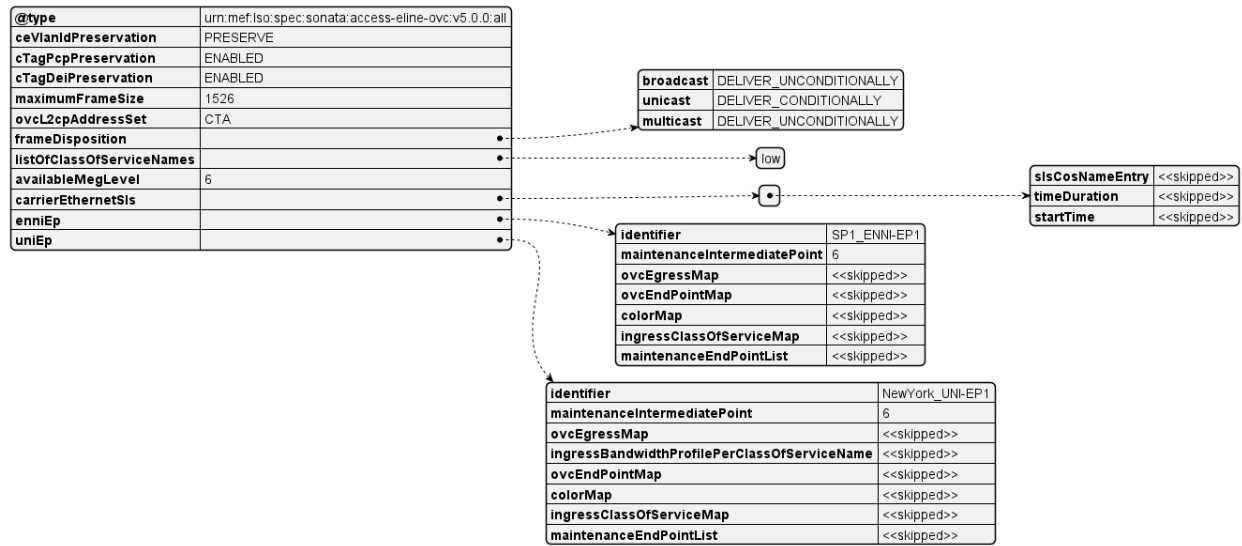 @type urn:mef:lso:spec:sonata:access-eline-ovc:v5.0.0:all
ceVlanIdPreservation PRESERVE
cTagPcpPreservation ENABLED
cTagDeiPreservation ENABLED
maximumFrameSize 1526
ovcL2cpAddressSet CTA
frameDisposition
listOfClassOfServiceNames
availableMegLevel 6
carrierEthernetSls
enniEp
uniEp
broadcast DELIVER_UNCONDITIONALLY
unicast DELIVER_CONDITIONALLY
multicast DELIVER_UNCONDITIONALLY
low
slsCosNameEntry <<skipped>>
timeDuration <<skipped>>
startTime <<skipped>>
identifier SP1_ENNI-EP1
maintenanceIntermediatePoint 6
ovcEgressMap <<skipped>>
ovcEndPointMap <<skipped>>
colorMap <<skipped>>
ingressClassOfServiceMap <<skipped>>
maintenanceEndPointList <<skipped>>
identifier NewYork_UNI-EP1
maintenanceIntermediatePoint 6
ovcEgressMap <<skipped>>
ingressBandwidthProfilePerClassOfServiceName <<skipped>>
ovcEndPointMap <<skipped>>
colorMap <<skipped>>
ingressClassOfServiceMap <<skipped>>
maintenanceEndPointList <<skipped>>